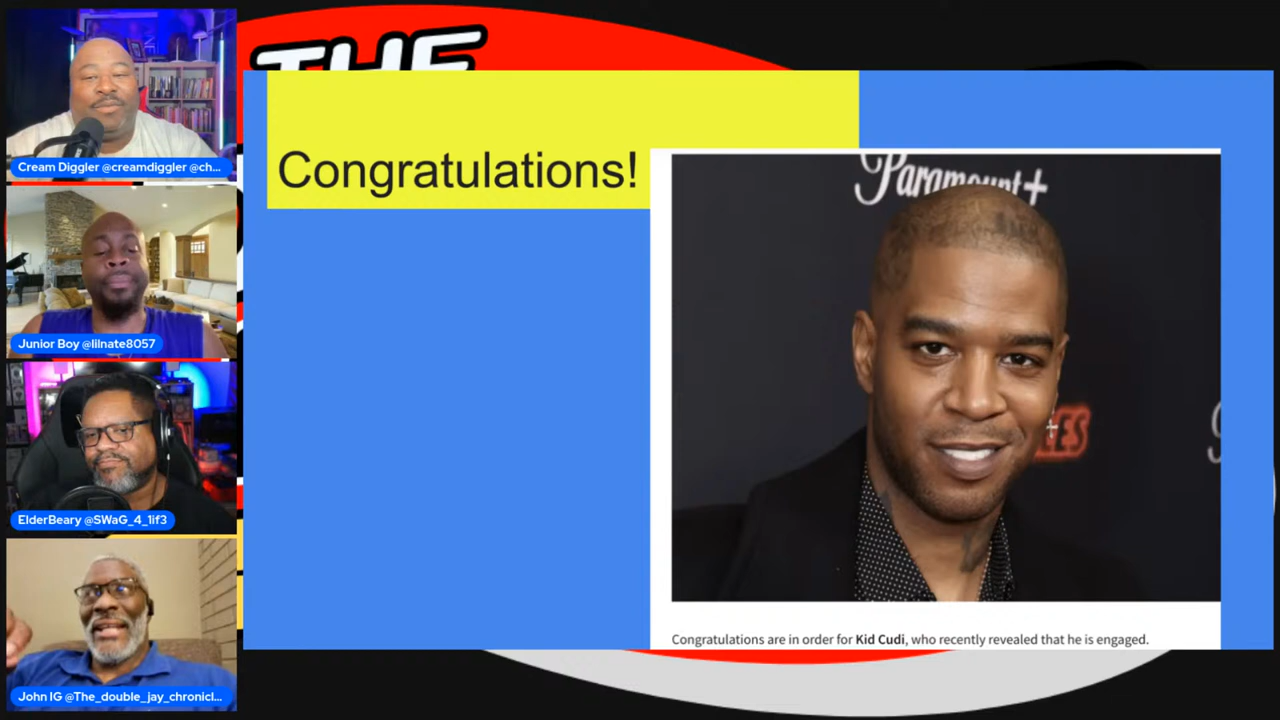 THE
Cream Diggler @creamdiggler @ch...
Congratulations!
Paramount+
Junior Boy @lilnate8057
ElderBeary @SWaG_4_1if3
Congratulations are in order for Kid Cudi, who recently revealed that he is engaged.
John IG @The_double_jay_chronicl...